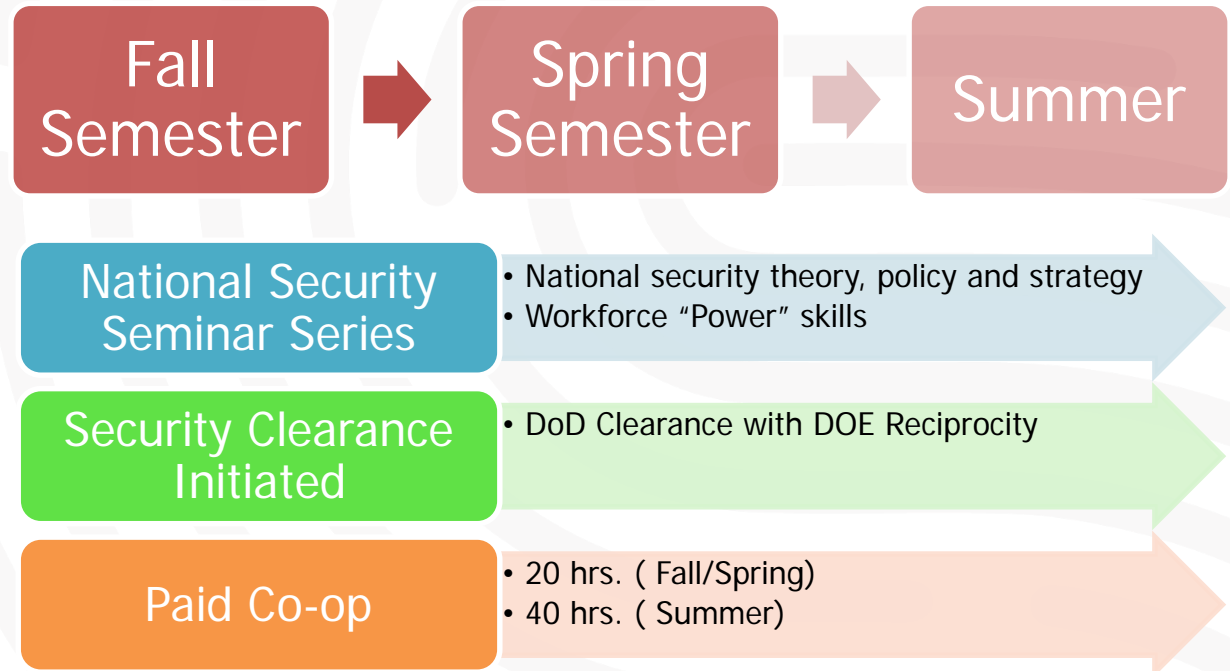 Fall
Semester
Spring
Semester
Summer
National Security
Seminar Series
• National security theory, policy and strategy
• Workforce “Power” skills
Security Clearance
Initiated
• DoD Clearance with DOE Reciprocity
Paid Co-op
• 20 hrs. ( Fall/Spring)
• 40 hrs. ( Summer)